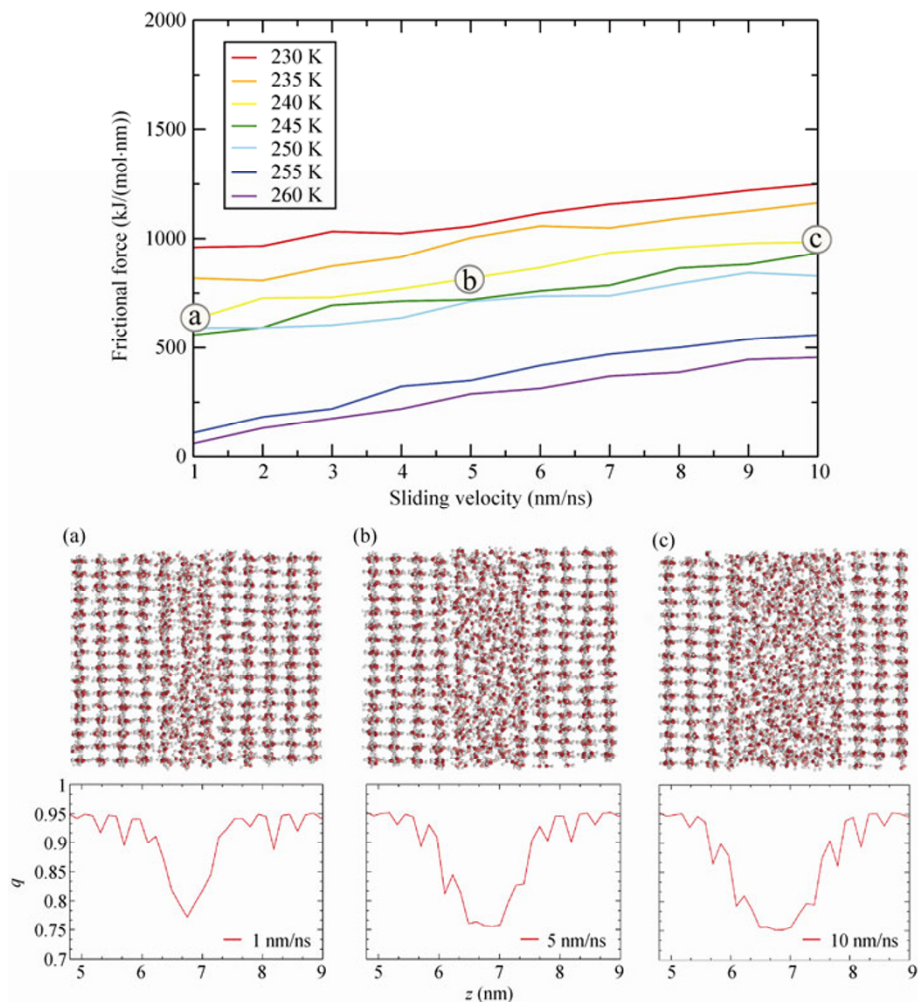 2000
230 K
235 K
240 K
245 K
250 K
255 K
260 K
1500
1000
500
0
Frictional force (kJ/(mol·nm))
a
b
c
1 2 3 4 5 6 7 8 9 10
Sliding velocity (nm/ns)
(a) (b) (c)
1
0.95
0.9
0.85
0.8
0.75
0.7
q
1 nm/ns
5 nm/ns
10 nm/ns
5 6 7 8 9
5 6 7 8 9
5 6 7 8 9
z (nm)